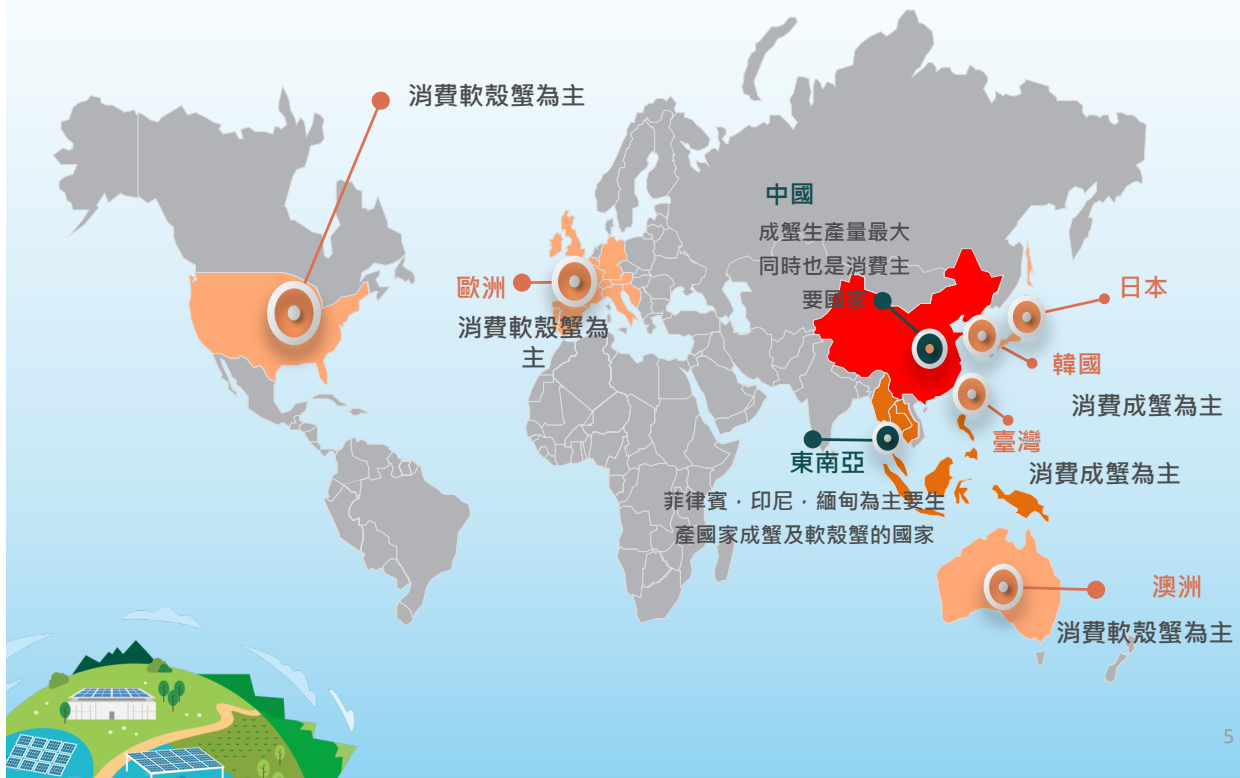 消費軟殼蟹為主
中國
成蟹生產量最大
同時也是消費主
要國家
歐洲
消費軟殼蟹為
主
日本
韓國
消費成蟹為主
臺灣
消費成蟹為主
東南亞
菲律賓，印尼，緬甸為主要生
產國家成蟹及軟殼蟹的國家
澳洲
消費軟殼蟹為主
5